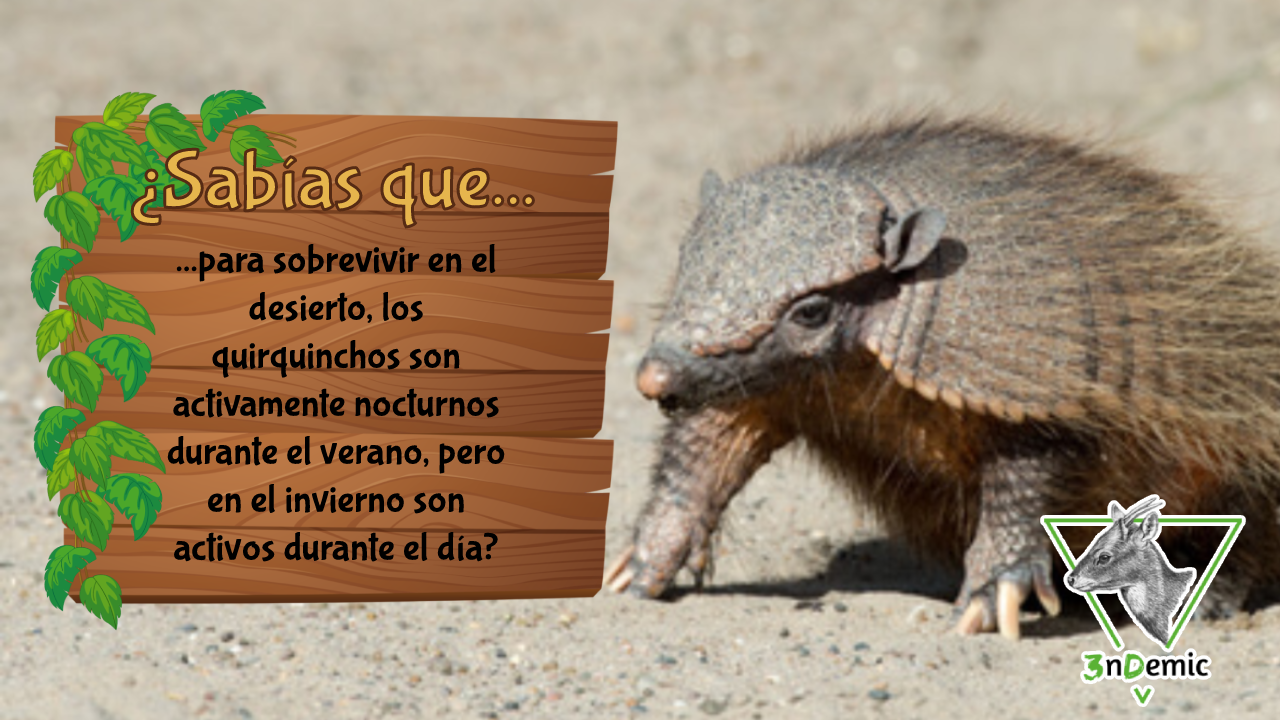 ¿Sabías que...
...para sobrevivir en el
desierto, los
quirquinchos son
activamente nocturnos
durante el verano, pero
en el invierno son
activos durante el día?
3nDemic